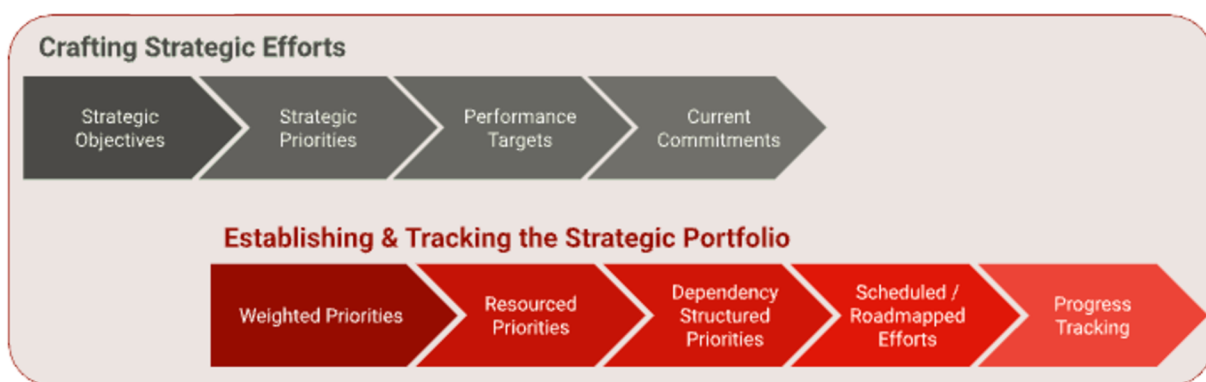 Crafting Strategic Efforts
Strategic
Objectives
Strategic
Priorities
Performance
Targets
Current
Commitments
Establishing & Tracking the Strategic Portfolio
Weighted Priorities
Resourced
Priorities
Dependency
Structured
Priorities
Scheduled /
Roadmapped
Efforts
Progress
Tracking